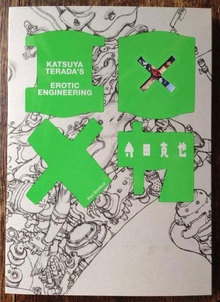 KATSUYA
TERADA'S
EROTIC
ENGINEERING
寺田克也